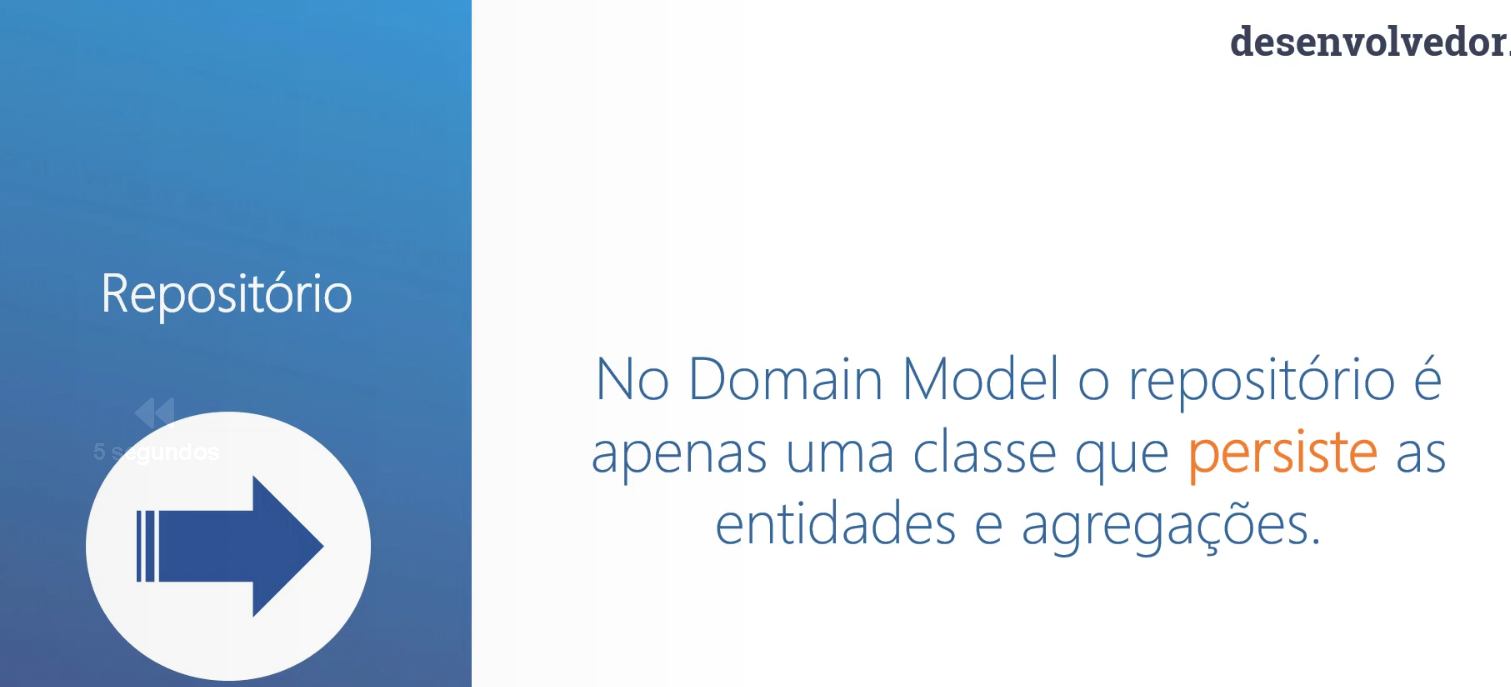 desenvolvedor.
Repositório
5 segundos
No Domain Model o repositório é
apenas uma classe que persiste as
entidades e agregações.